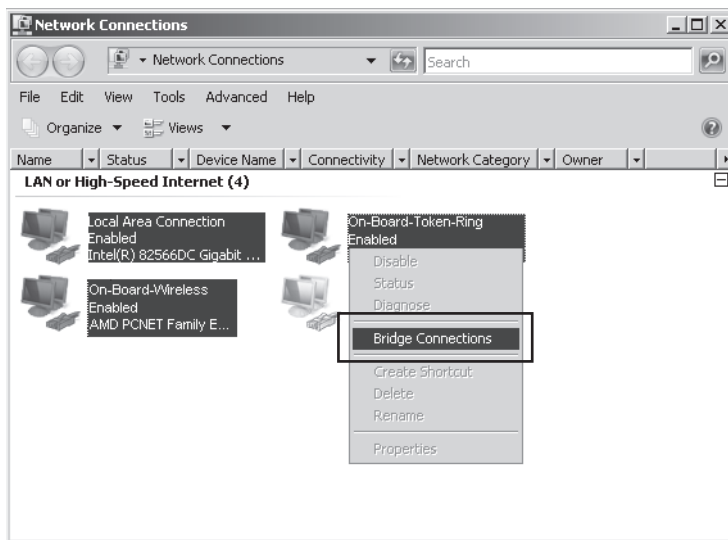 Network Connections
Network Connections
Search
File Edit View Tools Advanced Help
Organize Views
Name Status Device Name Connectivity Network Category Owner
LAN or High-Speed Internet (4)
Local Area Connection
Enabled
Intel(R) 82566DC Gigabit ...
On-Board-Token-Ring
Enabled
On-Board-Wireless
Enabled
AMD PCNET Family E...
Disable
Status
Diagnose
Bridge Connections
Create Shortcut
Delete
Rename
Properties